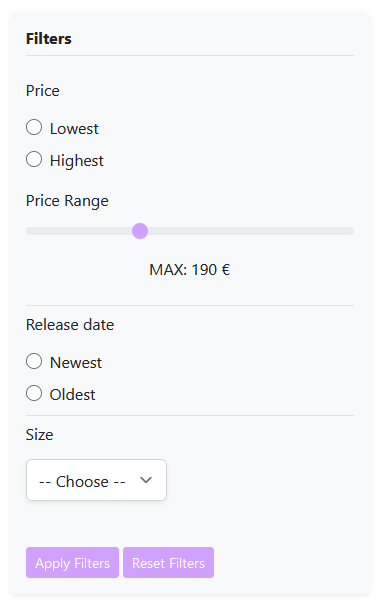 Filters
Price
Lowest
Highest
Price Range
MAX: 190 €
Release date
Newest
Oldest
Size
-- Choose --
Apply Filters
Reset Filters